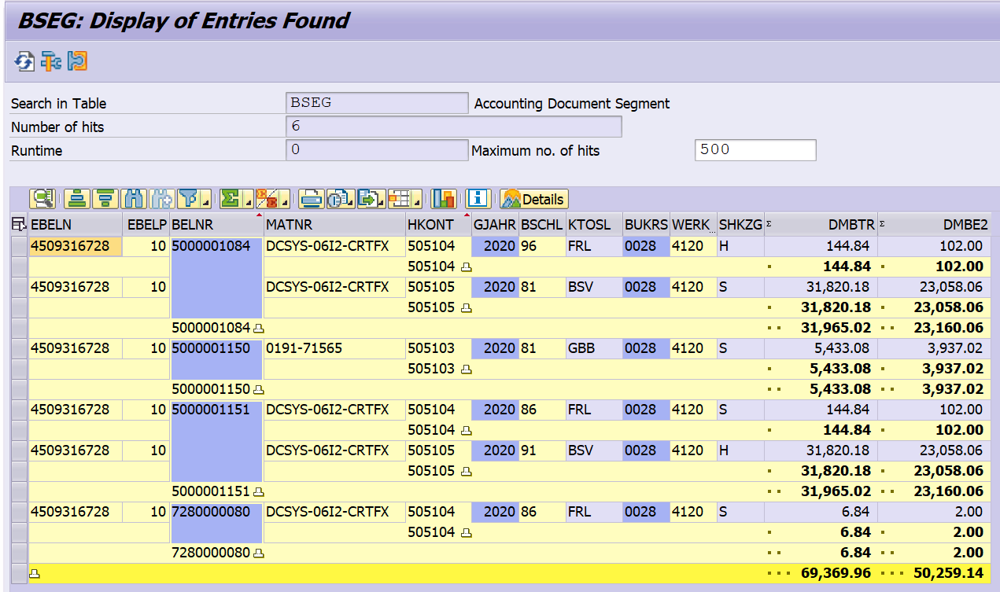 BSEG: Display of Entries Found
Search in Table BSEG Accounting Document Segment
Number of hits 6
Runtime 0 Maximum no. of hits 500
Details
EBELN EBELP BELNR MATNR HKONT GJAHR BSCHL KTOSL BUKRS WERK... SHKZG Σ DMBTR Σ DMBE2
4509316728 10 5000001084 DCSYS-06I2-CRTFX 505104 2020 96 FRL 0028 4120 H 144.84 102.00
505104 144.84 102.00
4509316728 10 DCSYS-06I2-CRTFX 505105 2020 81 BSV 0028 4120 S 31,820.18 23,058.06
505105 31,820.18 23,058.06
5000001084 31,965.02 23,160.06
4509316728 10 5000001150 0191-71565 505103 2020 81 GBB 0028 4120 S 5,433.08 3,937.02
505103 5,433.08 3,937.02
5000001150 5,433.08 3,937.02
4509316728 10 5000001151 DCSYS-06I2-CRTFX 505104 2020 86 FRL 0028 4120 S 144.84 102.00
505104 144.84 102.00
4509316728 10 DCSYS-06I2-CRTFX 505105 2020 91 BSV 0028 4120 H 31,820.18 23,058.06
505105 31,820.18 23,058.06
5000001151 31,965.02 23,160.06
4509316728 10 7280000080 DCSYS-06I2-CRTFX 505104 2020 86 FRL 0028 4120 S 6.84 2.00
505104 6.84 2.00
7280000080 6.84 2.00
69,369.96 50,259.14